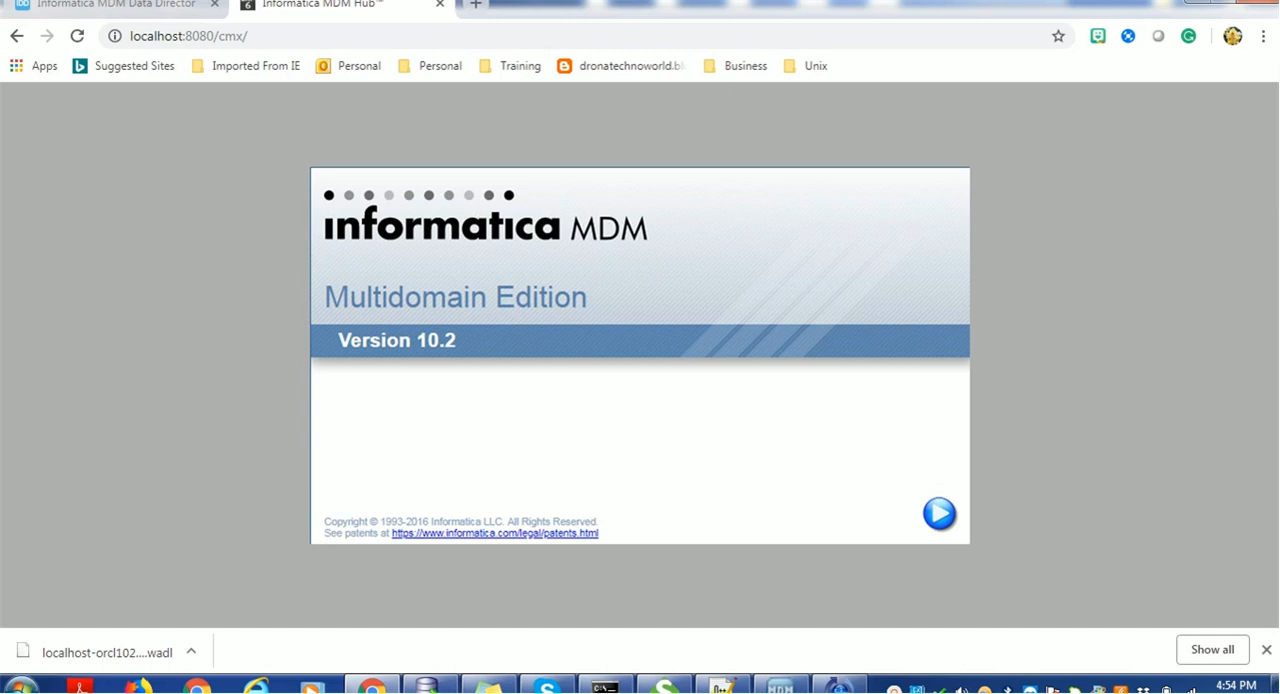 Informatica MDM Data Director
Informatica MDM Hub™
localhost:8080/cmx/
Apps
Suggested Sites
Imported From IE
Personal
Personal
Training
dronatechnoworld.b
Business
Unix
informatica MDM
Multidomain Edition
Version 10.2
Copyright © 1993-2016 Informatica LLC. All Rights Reserved.
See patents at https://www.informatica.com/legal/patents.html
localhost-orcl102....wadl
Show all
4:54 PM